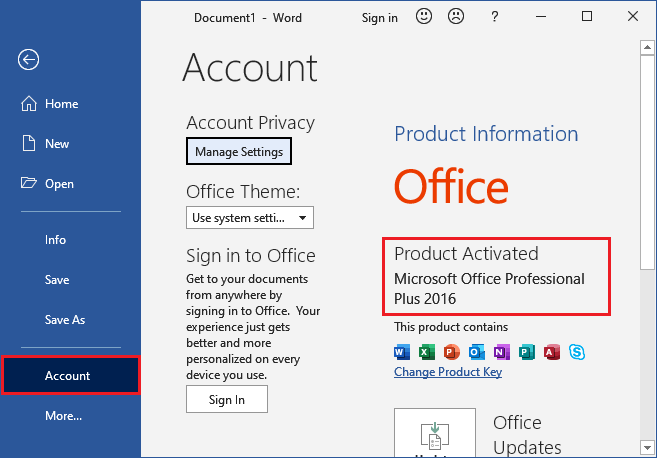 Document1 - Word
Sign in
?
Account
Home
New
Open
Info
Save
Save As
Account
More...
Account Privacy
Manage Settings
Office Theme:
Use system setti...
Sign in to Office
Get to your documents
from anywhere by
signing in to Office. Your
experience just gets
better and more
personalized on every
device you use.
Sign In
Product Information
Office
Product Activated
Microsoft Office Professional
Plus 2016
This product contains
W X P O N P A S
Change Product Key
Office
Updates